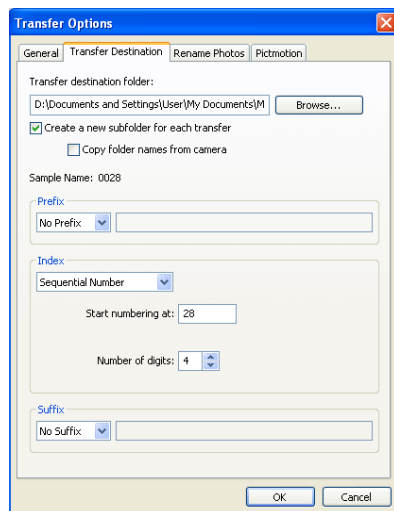 Transfer Options
General Transfer Destination Rename Photos Pictmotion
Transfer destination folder:
D:\Documents and Settings\User\My Documents\M Browse...
Create a new subfolder for each transfer
Copy folder names from camera
Sample Name: 0028
Prefix
No Prefix
Index
Sequential Number
Start numbering at: 28
Number of digits: 4
Suffix
No Suffix
OK Cancel